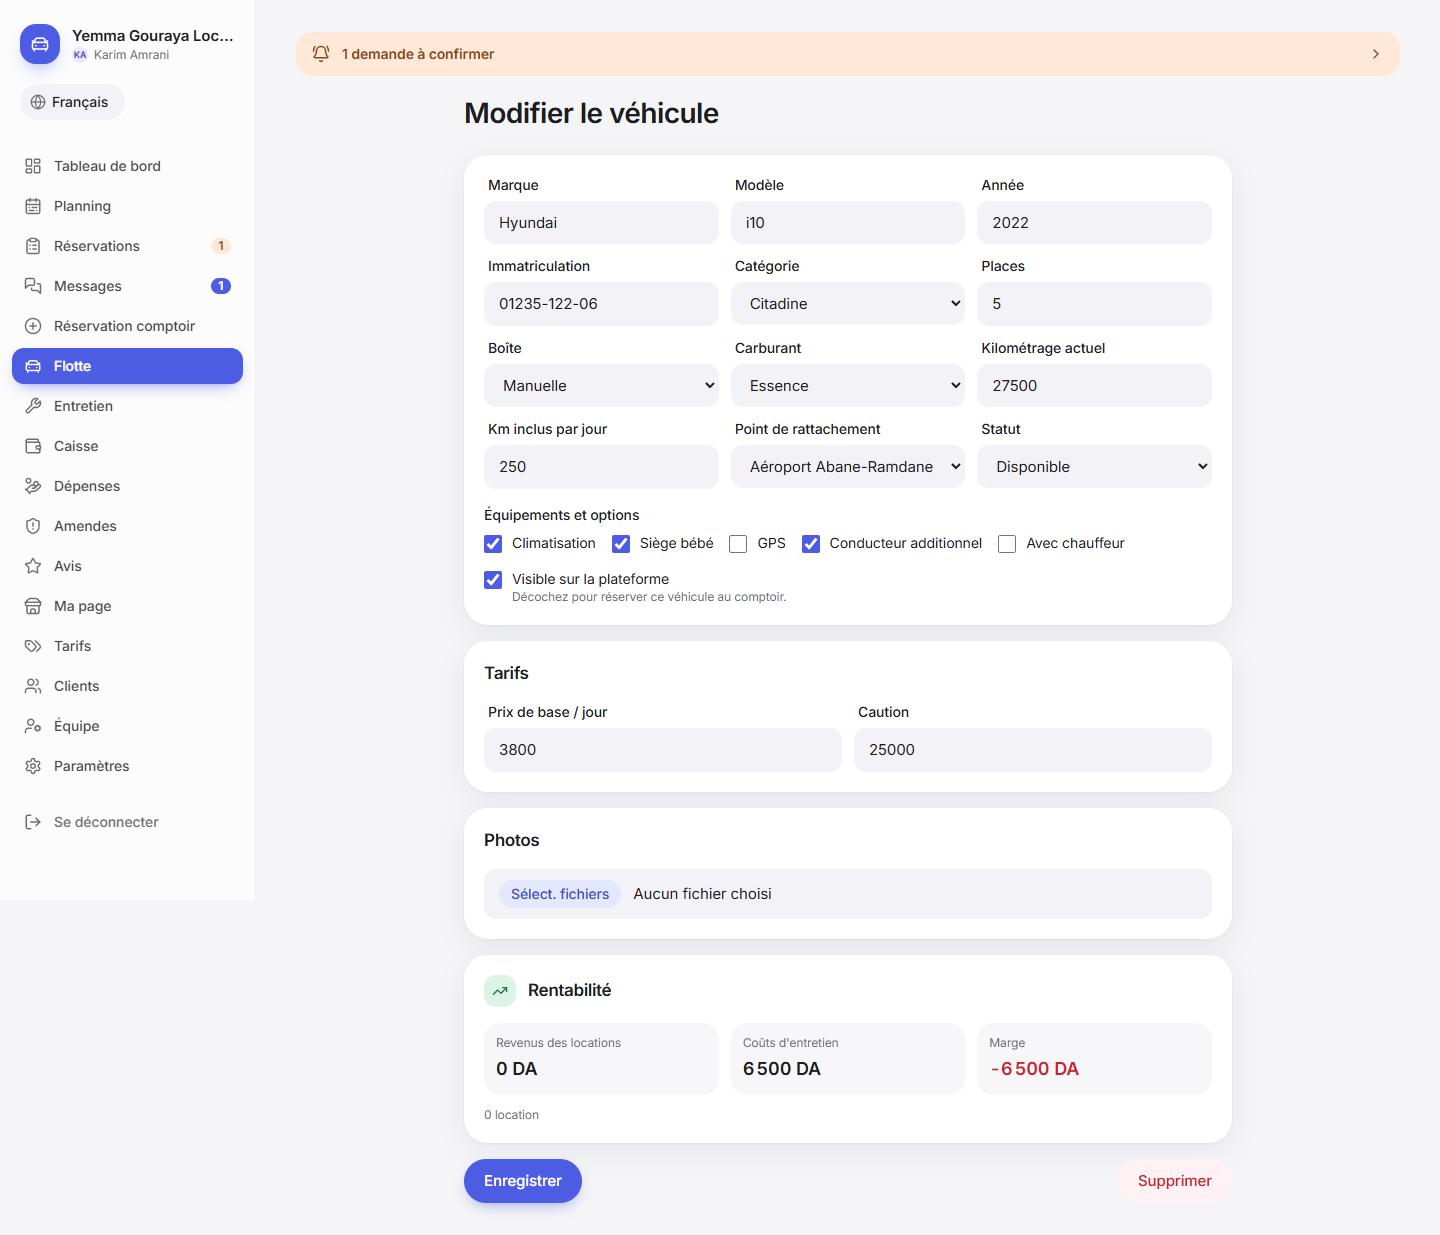 Yemma Gouraya Loc...
KA Karim Amrani
Français
Tableau de bord
Planning
Réservations 1
Messages 1
Réservation comptoir
Flotte
Entretien
Caisse
Dépenses
Amendes
Avis
Ma page
Tarifs
Clients
Équipe
Paramètres
Se déconnecter
1 demande à confirmer
Modifier le véhicule
Marque Modèle Année
Hyundai i10 2022
Immatriculation Catégorie Places
01235-122-06 Citadine 5
Boîte Carburant Kilométrage actuel
Manuelle Essence 27500
Km inclus par jour Point de rattachement Statut
250 Aéroport Abane-Ramdane Disponible
Équipements et options
Climatisation Siège bébé GPS Conducteur additionnel Avec chauffeur
Visible sur la plateforme
Décochez pour réserver ce véhicule au comptoir.
Tarifs
Prix de base / jour Caution
3800 25000
Photos
Sélect. fichiers Aucun fichier choisi
Rentabilité
Revenus des locations Coûts d'entretien Marge
0 DA 6 500 DA -6 500 DA
0 location
Enregistrer Supprimer